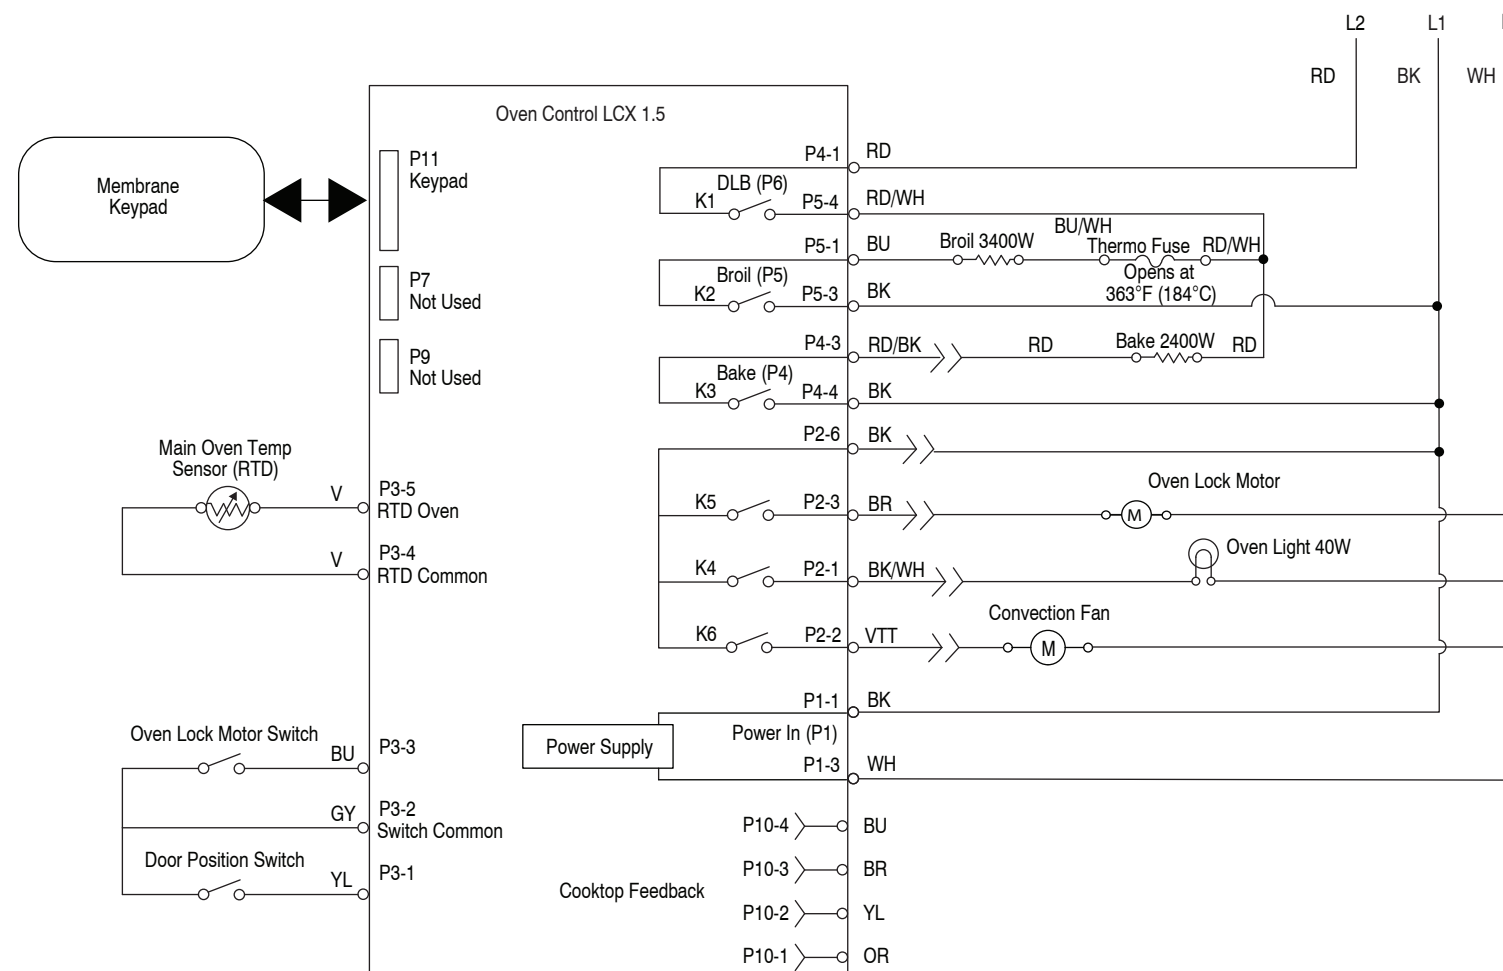 L2
L1
RD
BK
WH
Oven Control LCX 1.5
P11
Keypad
Membrane
Keypad
P7
Not Used
P9
Not Used
P4-1
RD
DLB (P6)
K1
P5-4
RD/WH
BU/WH
P5-1
BU
Broil 3400W
Thermo Fuse
RD/WH
Opens at
363°F (184°C)
Broil (P5)
K2
P5-3
BK
P4-3
RD/BK
RD
Bake 2400W
RD
Bake (P4)
K3
P4-4
BK
P2-6
BK
Main Oven Temp
Sensor (RTD)
V
P3-5
RTD Oven
V
P3-4
RTD Common
K5
P2-3
BR
Oven Lock Motor
M
K4
P2-1
BK/WH
Oven Light 40W
Convection Fan
K6
P2-2
VTT
M
P1-1
BK
Power Supply
Power In (P1)
P1-3
WH
Oven Lock Motor Switch
BU
P3-3
GY
P3-2
Switch Common
Door Position Switch
YL
P3-1
Cooktop Feedback
P10-4
BU
P10-3
BR
P10-2
YL
P10-1
OR